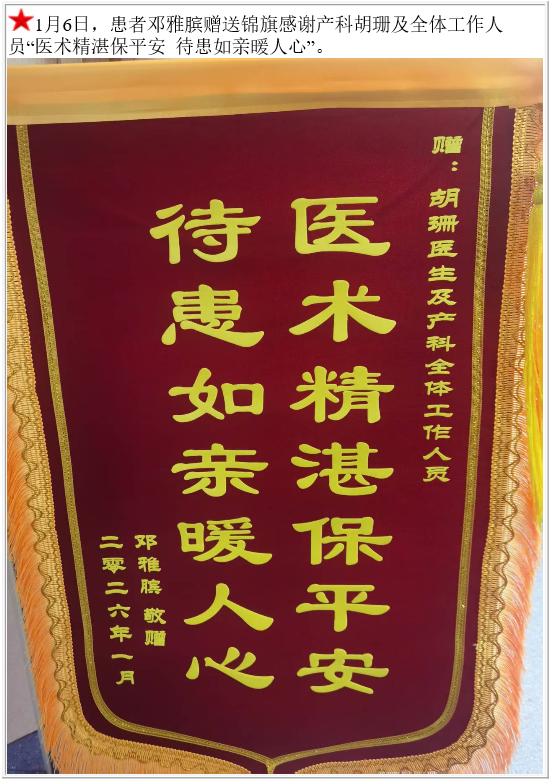 1月6日，患者邓雅膑赠送锦旗感谢产科胡珊及全体工作人
员“医术精湛保平安 待患如亲暖人心”。
赠：胡珊医生及产科全体工作人员
医术精湛保平安
待患如亲暖人心
邓雅膑 敬赠
二零二六年一月